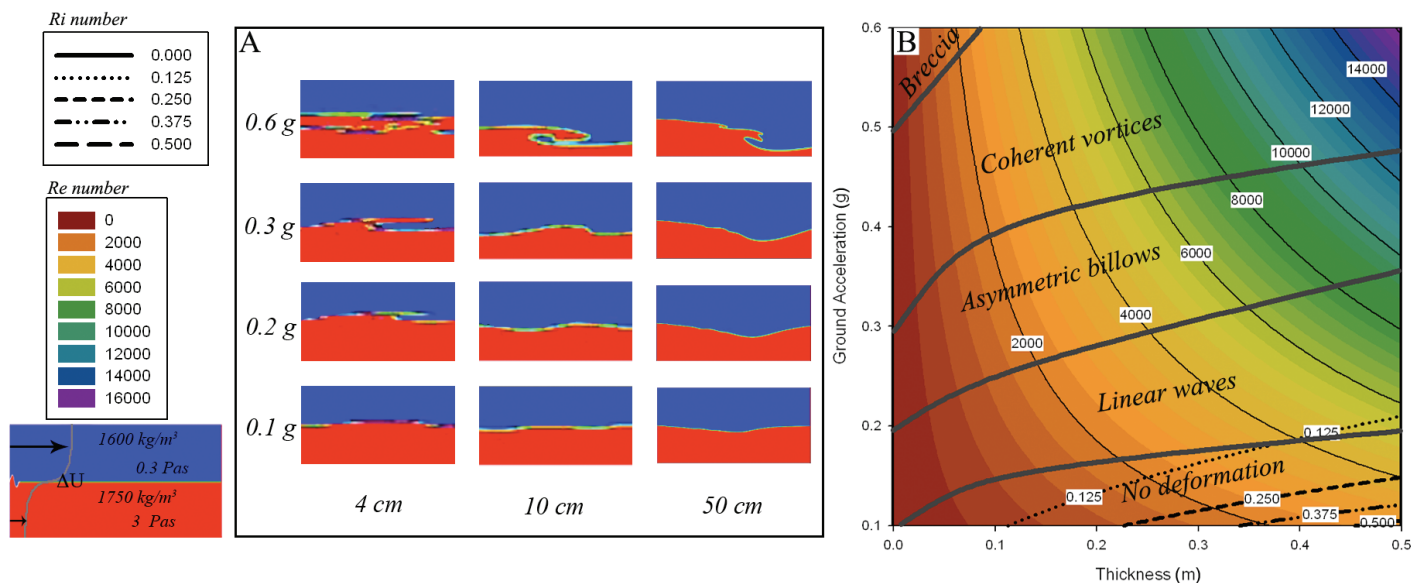 Ri number
0.000
0.125
0.250
0.375
0.500
Re number
0
2000
4000
6000
8000
10000
12000
14000
16000
1600 kg/m³
0.3 Pas
ΔU
1750 kg/m³
3 Pas
A
0.6 g
0.3 g
0.2 g
0.1 g
4 cm
10 cm
50 cm
B
Ground Acceleration (g)
0.6
0.5
0.4
0.3
0.2
0.1
Breccia
Coherent vortices
Asymmetric billows
Linear waves
No deformation
14000
12000
10000
8000
6000
4000
2000
0.125
0.125
0.250
0.375
0.500
0.0
0.1
0.2
0.3
0.4
0.5
Thickness (m)